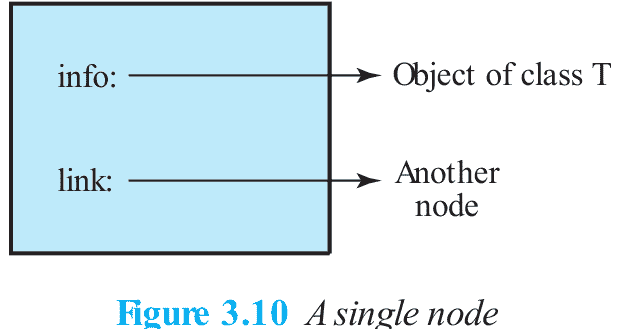 info:
Object of class T
link:
Another
node
Figure 3.10 A single node